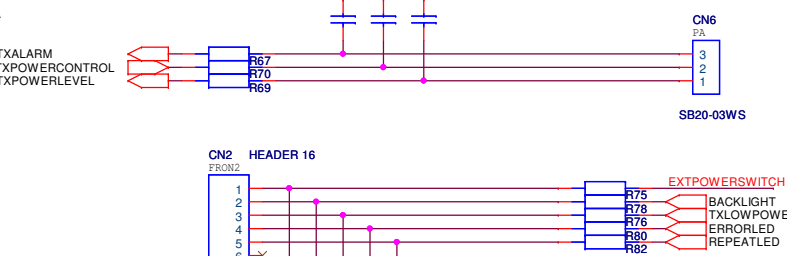 CN6
PA
TXALARM
R67
3
TXPOWERCONTROL
R70
2
TXPOWERLEVEL
R69
1
SB20-03WS
CN2 HEADER 16
FRON2
EXTPOWERSWITCH
1
R75
2
BACKLIGHT
R78
3
TXLOWPOWE
R76
4
ERRORLED
R80
5
REPEATLED
R82